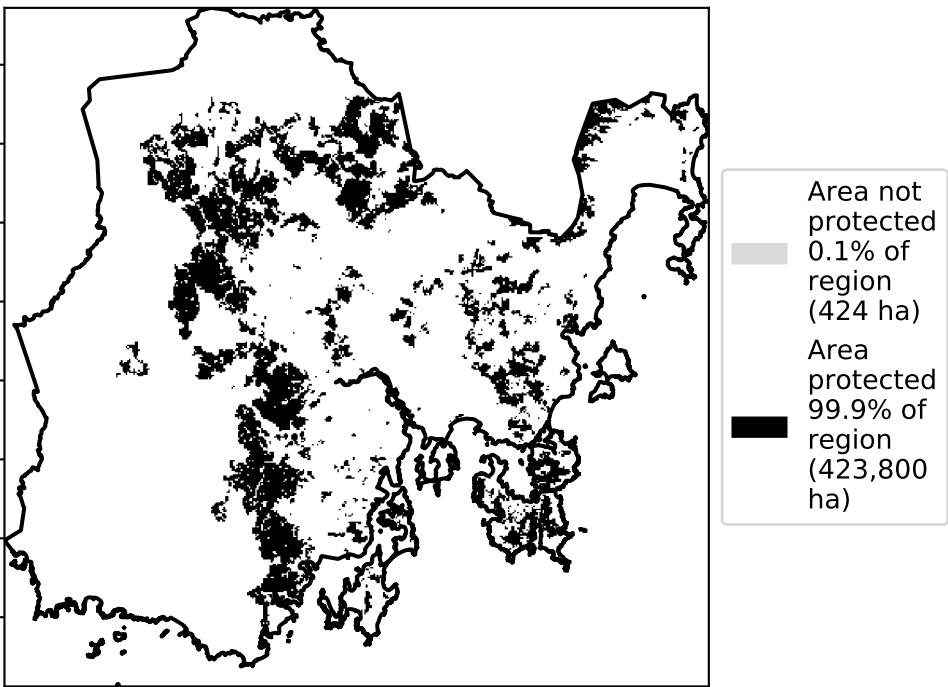 Area not
protected
0.1% of
region
(424 ha)
Area
protected
99.9% of
region
(423,800
ha)